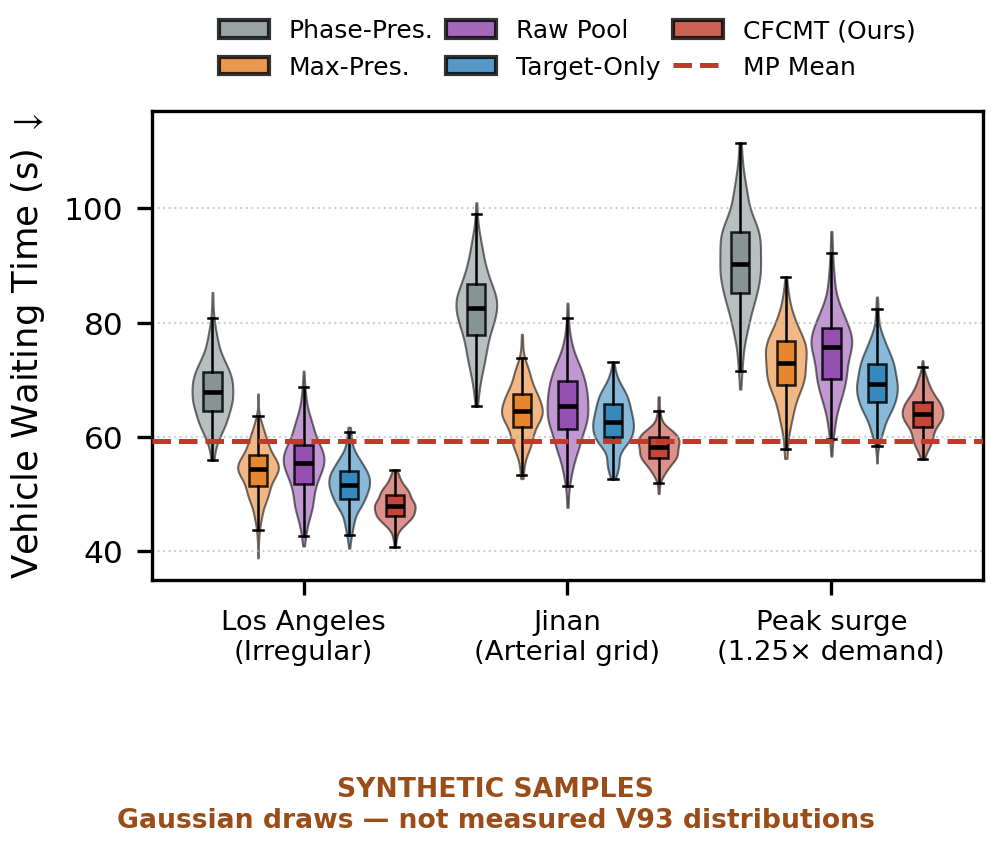 Phase-Pres. Raw Pool CFCMT (Ours)
Max-Pres. Target-Only MP Mean
Vehicle Waiting Time (s) ↓
100
80
60
40
Los Angeles
(Irregular)
Jinan
(Arterial grid)
Peak surge
(1.25× demand)
SYNTHETIC SAMPLES
Gaussian draws — not measured V93 distributions